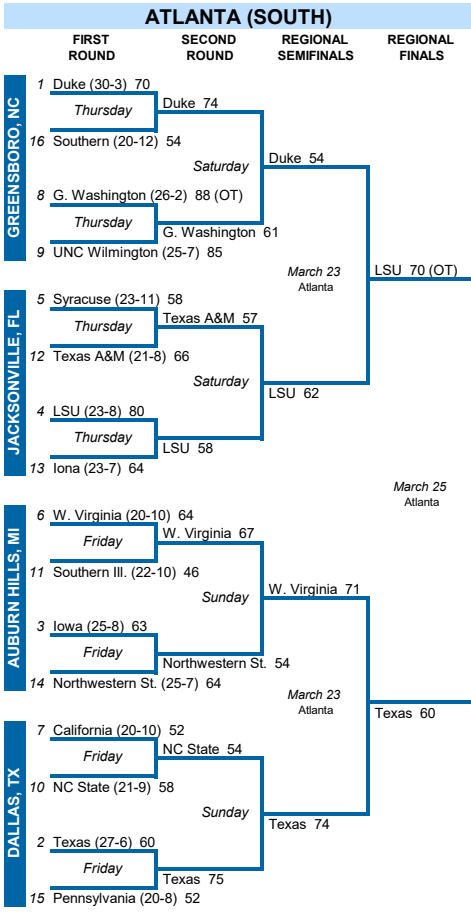 ATLANTA (SOUTH)
FIRST ROUND
SECOND ROUND
REGIONAL SEMIFINALS
REGIONAL FINALS
GREENSBORO, NC
1 Duke (30-3) 70
Thursday
16 Southern (20-12) 54
Duke 74
Saturday
8 G. Washington (26-2) 88 (OT)
Thursday
9 UNC Wilmington (25-7) 85
G. Washington 61
Duke 54
March 23
Atlanta
LSU 70 (OT)
JACKSONVILLE, FL
5 Syracuse (23-11) 58
Thursday
12 Texas A&M (21-8) 66
Texas A&M 57
Saturday
4 LSU (23-8) 80
Thursday
13 Iona (23-7) 64
LSU 58
LSU 62
March 25
Atlanta
AUBURN HILLS, MI
6 W. Virginia (20-10) 64
Friday
11 Southern Ill. (22-10) 46
W. Virginia 67
Sunday
3 Iowa (25-8) 63
Friday
14 Northwestern St. (25-7) 64
Northwestern St. 54
W. Virginia 71
March 23
Atlanta
Texas 60
DALLAS, TX
7 California (20-10) 52
Friday
10 NC State (21-9) 58
NC State 54
Sunday
2 Texas (27-6) 60
Friday
15 Pennsylvania (20-8) 52
Texas 75
Texas 74